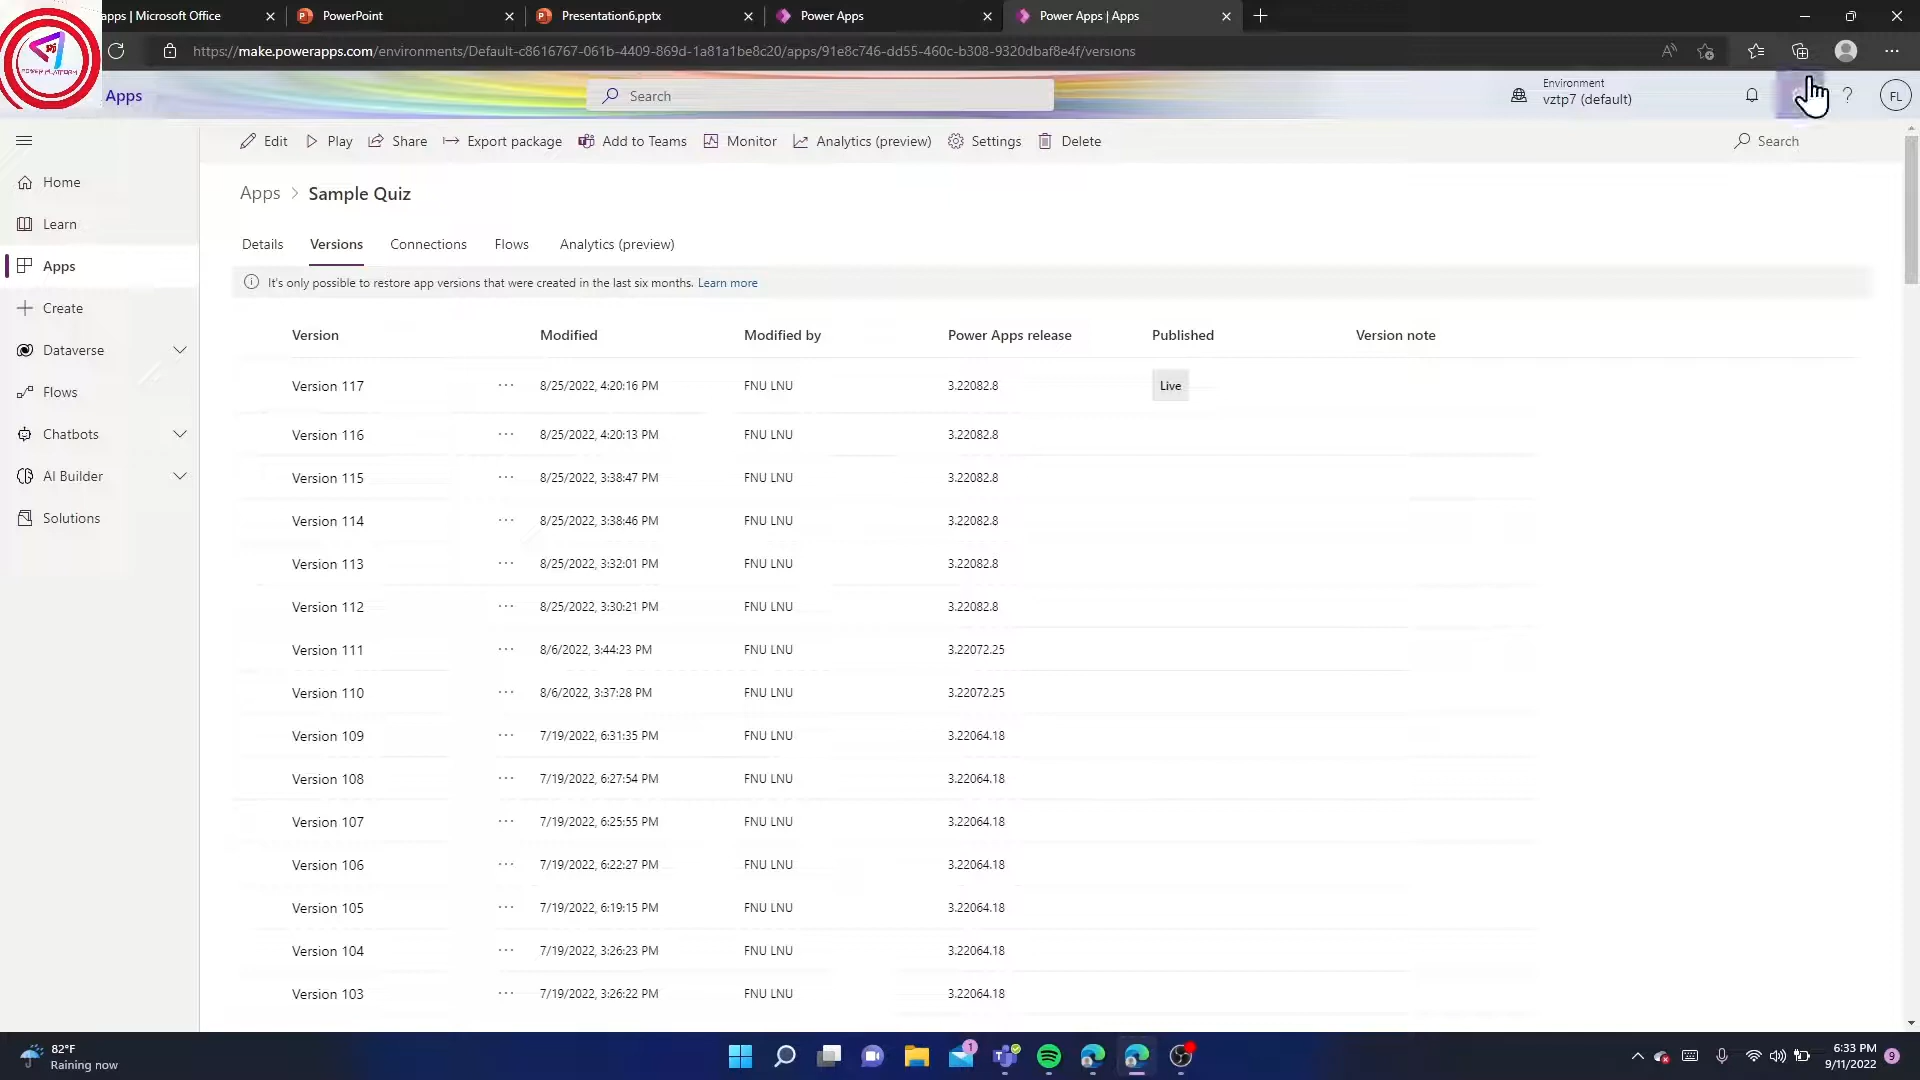 apps | Microsoft Office
PowerPoint
Presentation6.pptx
Power Apps
Power Apps | Apps
https://make.powerapps.com/environments/Default-c8616767-061b-4409-869d-1a81a1be8c20/apps/91e8c746-dd55-460c-b308-9320dbaf8e4f/versions
POWER PLATFORM
Apps
Search
Environment
vztp7 (default)
?
FL
Edit
Play
Share
Export package
Add to Teams
Monitor
Analytics (preview)
Settings
Delete
Search
Home
Learn
Apps
Create
Dataverse
Flows
Chatbots
AI Builder
Solutions
Apps > Sample Quiz
Details Versions Connections Flows Analytics (preview)
It's only possible to restore app versions that were created in the last six months. Learn more
Version Modified Modified by Power Apps release Published Version note
Version 117 ··· 8/25/2022, 4:20:16 PM FNU LNU 3.22082.8 Live
Version 116 ··· 8/25/2022, 4:20:13 PM FNU LNU 3.22082.8
Version 115 ··· 8/25/2022, 3:38:47 PM FNU LNU 3.22082.8
Version 114 ··· 8/25/2022, 3:38:46 PM FNU LNU 3.22082.8
Version 113 ··· 8/25/2022, 3:32:01 PM FNU LNU 3.22082.8
Version 112 ··· 8/25/2022, 3:30:21 PM FNU LNU 3.22082.8
Version 111 ··· 8/6/2022, 3:44:23 PM FNU LNU 3.22072.25
Version 110 ··· 8/6/2022, 3:37:28 PM FNU LNU 3.22072.25
Version 109 ··· 7/19/2022, 6:31:35 PM FNU LNU 3.22064.18
Version 108 ··· 7/19/2022, 6:27:54 PM FNU LNU 3.22064.18
Version 107 ··· 7/19/2022, 6:25:55 PM FNU LNU 3.22064.18
Version 106 ··· 7/19/2022, 6:22:27 PM FNU LNU 3.22064.18
Version 105 ··· 7/19/2022, 6:19:15 PM FNU LNU 3.22064.18
Version 104 ··· 7/19/2022, 3:26:23 PM FNU LNU 3.22064.18
Version 103 ··· 7/19/2022, 3:26:22 PM FNU LNU 3.22064.18
82°F
Raining now
1
6:33 PM
9/11/2022
9